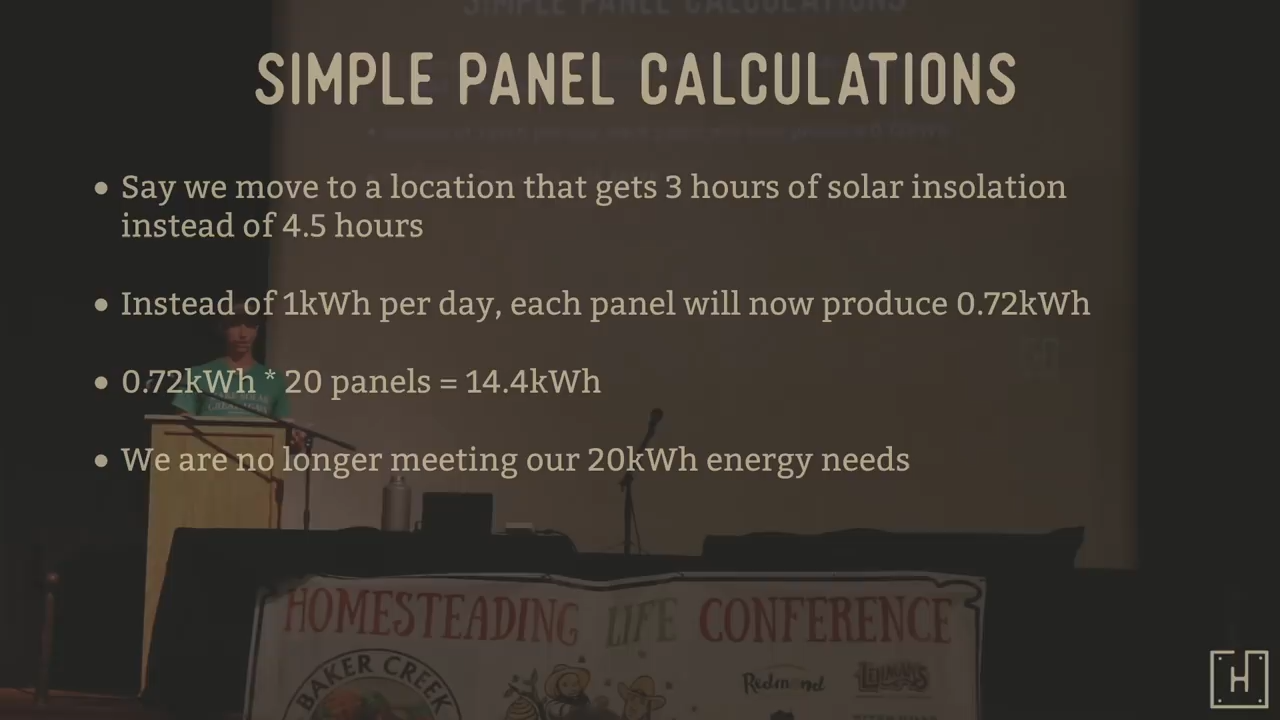 SIMPLE PANEL CALCULATIONS
• Say we move to a location that gets 3 hours of solar insolation
instead of 4.5 hours
• Instead of 1kWh per day, each panel will now produce 0.72kWh
• 0.72kWh * 20 panels = 14.4kWh
• We are no longer meeting our 20kWh energy needs
HOMESTEADING LIFE CONFERENCE
BAKER CREEK
Redmond
LEHMAN'S
H